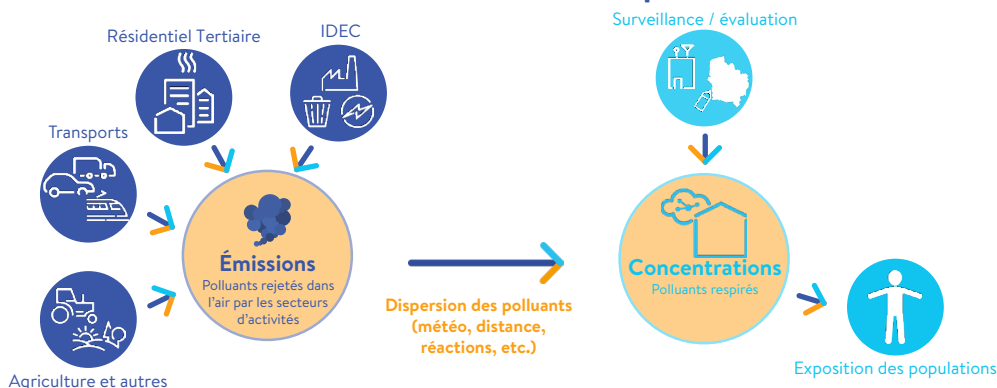 Surveillance / évaluation
Résidentiel Tertiaire
IDEC
Transports
Émissions
Polluants rejetés dans
l'air par les secteurs
d'activités
Agriculture et autres
Dispersion des polluants
(météo, distance,
réactions, etc.)
Concentrations
Polluants respirés
Exposition des populations